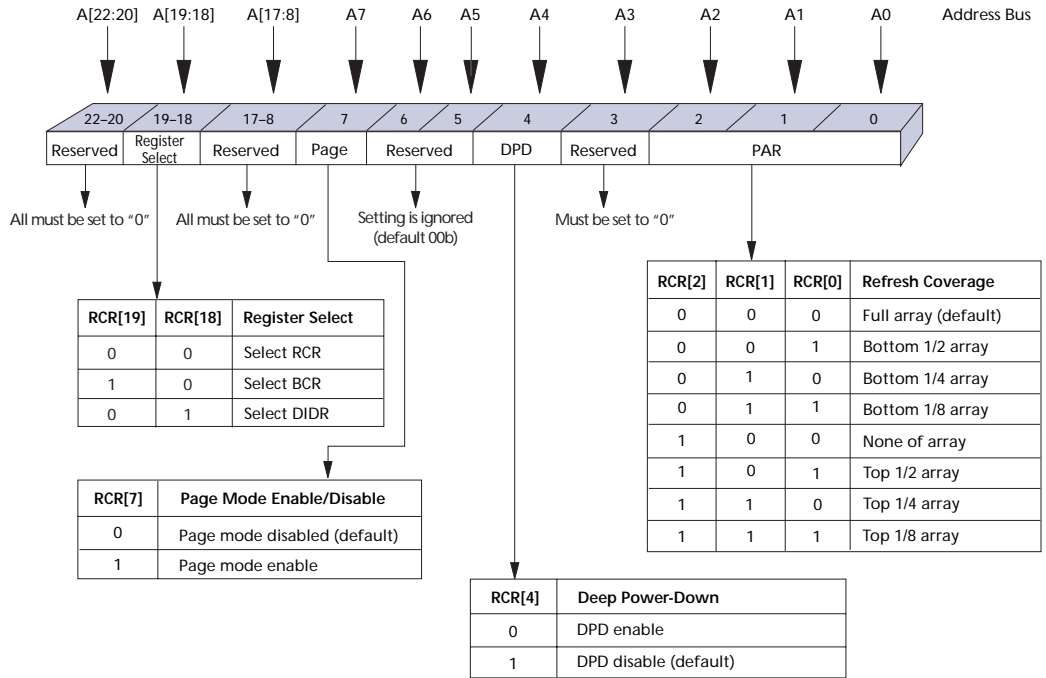 A[22:20] A[19:18] A[17:8] A7 A6 A5 A4 A3 A2 A1 A0 Address Bus
22–20 19–18 17–8 7 6 5 4 3 2 1 0
Reserved Register Select Reserved Page Reserved DPD Reserved PAR
All must be set to "0" All must be set to "0" Setting is ignored (default 00b) Must be set to "0"
RCR[19] RCR[18] Register Select
0 0 Select RCR
1 0 Select BCR
0 1 Select DIDR
RCR[2] RCR[1] RCR[0] Refresh Coverage
0 0 0 Full array (default)
0 0 1 Bottom 1/2 array
0 1 0 Bottom 1/4 array
0 1 1 Bottom 1/8 array
1 0 0 None of array
1 0 1 Top 1/2 array
1 1 0 Top 1/4 array
1 1 1 Top 1/8 array
RCR[7] Page Mode Enable/Disable
0 Page mode disabled (default)
1 Page mode enable
RCR[4] Deep Power-Down
0 DPD enable
1 DPD disable (default)